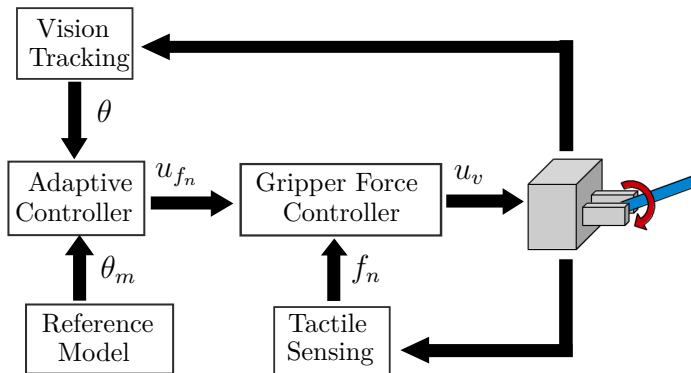 Vision
Tracking
θ
Adaptive
Controller
u_{f_n}
Gripper Force
Controller
u_v
θ_m
f_n
Reference
Model
Tactile
Sensing